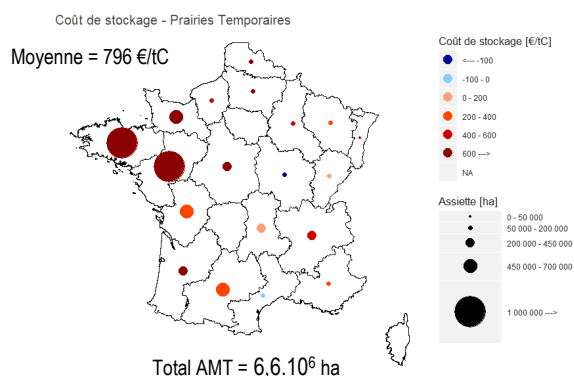 Coût de stockage - Prairies Temporaires
Moyenne = 796 €/tC
Coût de stockage [€/tC]
<--- -100
-100 - 0
0 - 200
200 - 400
400 - 600
600 --->
NA
Assiette [ha]
0 - 50 000
50 000 - 200 000
200 000 - 450 000
450 000 - 700 000
1 000 000 --->
Total AMT = 6,6.10⁶ ha